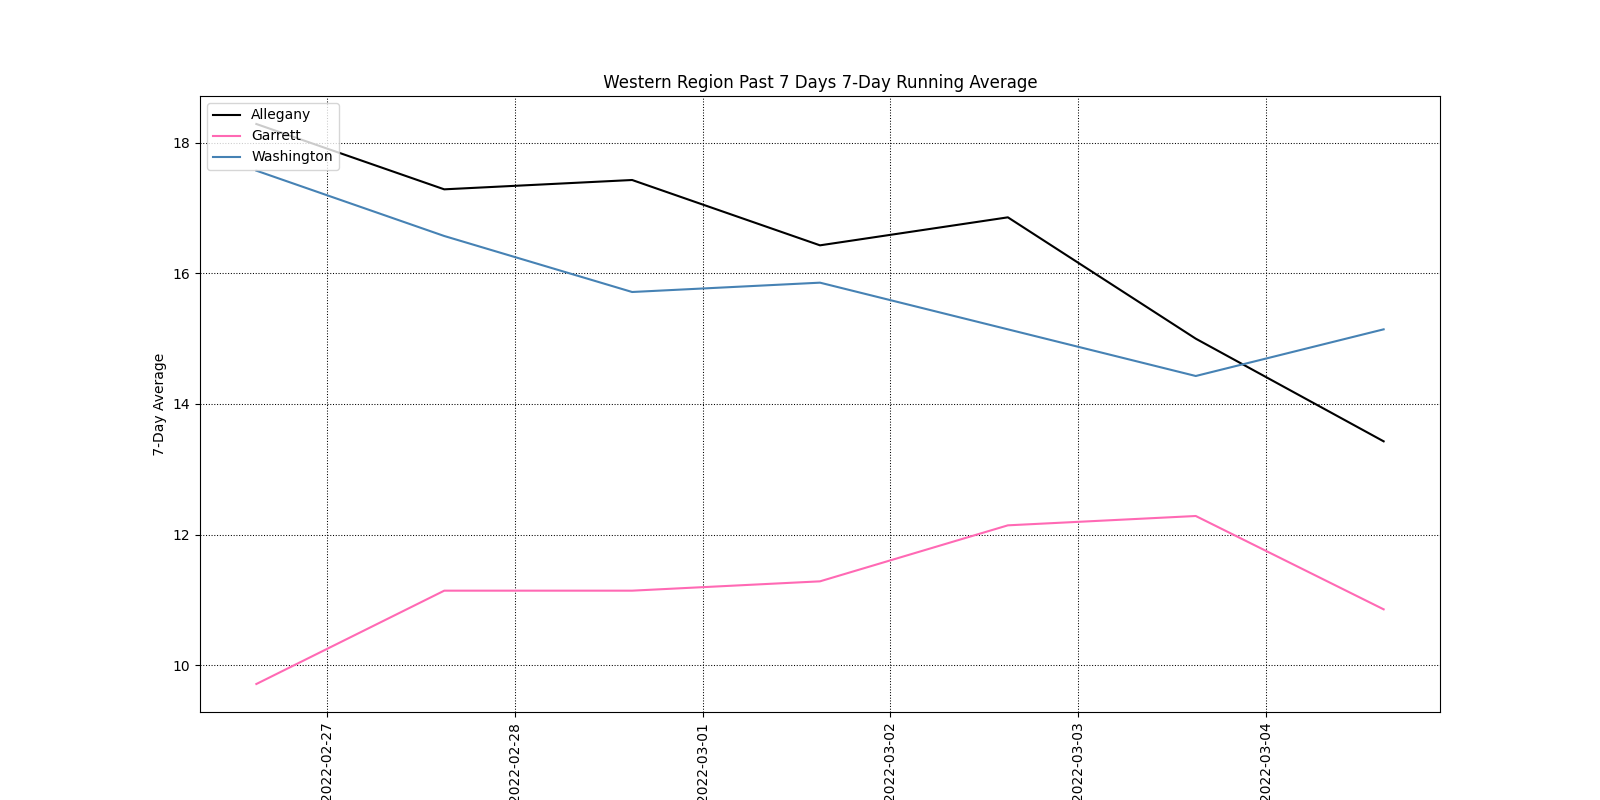 Western Region Past 7 Days 7-Day Running Average
Allegany
Garrett
Washington
18
16
14
12
10
7-Day Average
2022-02-27
2022-02-28
2022-03-01
2022-03-02
2022-03-03
2022-03-04